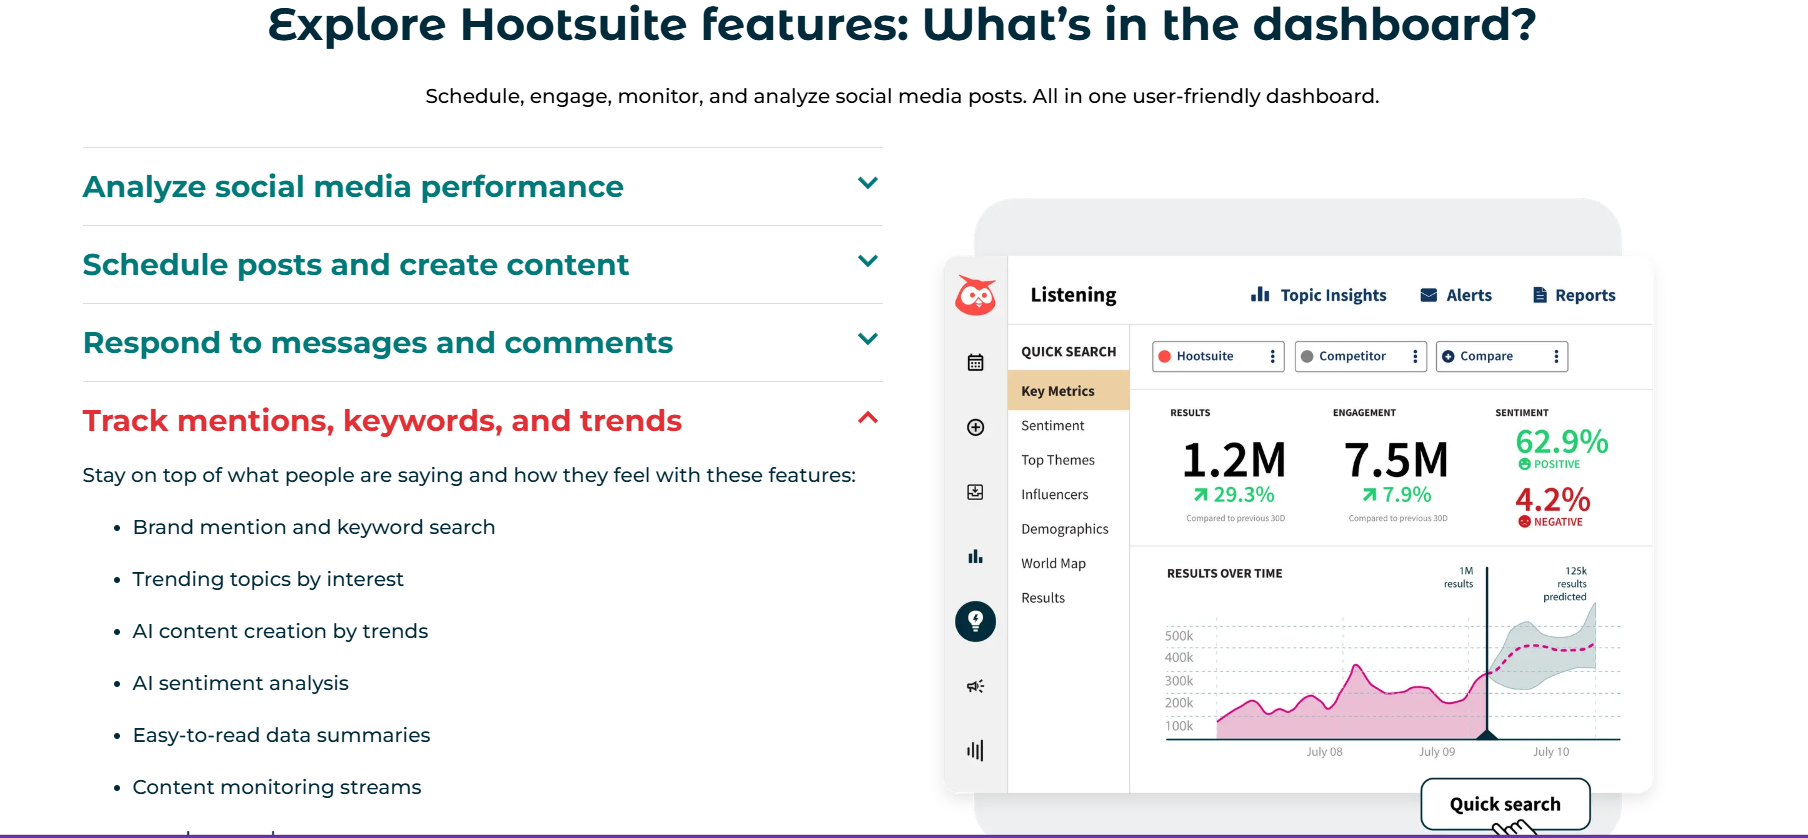 Explore Hootsuite features: What's in the dashboard?
Schedule, engage, monitor, and analyze social media posts. All in one user-friendly dashboard.
Analyze social media performance
Schedule posts and create content
Respond to messages and comments
Track mentions, keywords, and trends
Stay on top of what people are saying and how they feel with these features:
• Brand mention and keyword search
• Trending topics by interest
• AI content creation by trends
• AI sentiment analysis
• Easy-to-read data summaries
• Content monitoring streams
Listening
Topic Insights
Alerts
Reports
QUICK SEARCH
Key Metrics
Sentiment
Top Themes
Influencers
Demographics
World Map
Results
Hootsuite
Competitor
Compare
RESULTS
1.2M
29.3%
Compared to previous 30D
ENGAGEMENT
7.5M
7.9%
Compared to previous 30D
SENTIMENT
62.9%
POSITIVE
4.2%
NEGATIVE
RESULTS OVER TIME
1M
results
125k
results
predicted
500k
400k
300k
200k
100k
July 08
July 09
July 10
Quick search